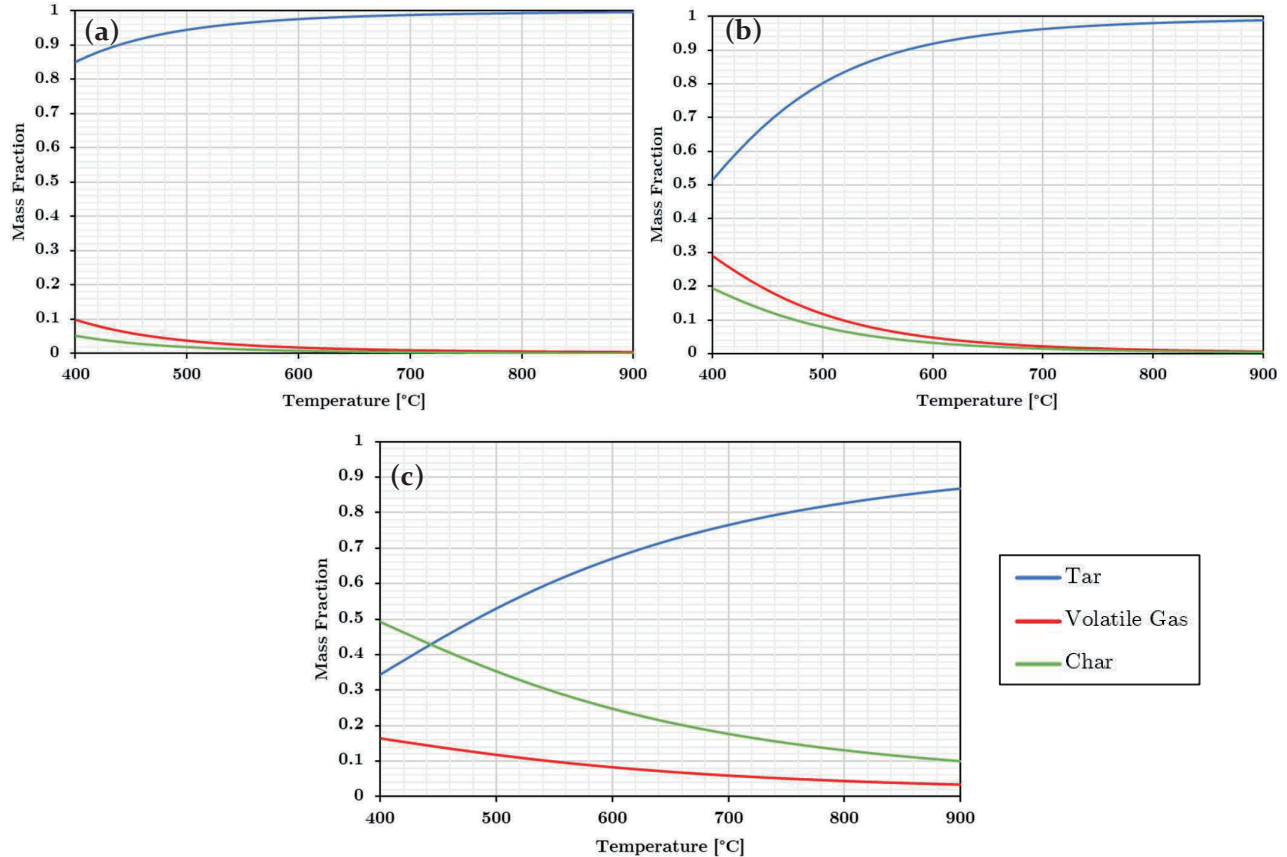 (a)
1
0.9
0.8
0.7
0.6
0.5
0.4
0.3
0.2
0.1
0
Mass Fraction
400 500 600 700 800 900
Temperature [°C]
(b)
1
0.9
0.8
0.7
0.6
0.5
0.4
0.3
0.2
0.1
0
Mass Fraction
400 500 600 700 800 900
Temperature [°C]
(c)
1
0.9
0.8
0.7
0.6
0.5
0.4
0.3
0.2
0.1
0
Mass Fraction
400 500 600 700 800 900
Temperature [°C]
Tar
Volatile Gas
Char